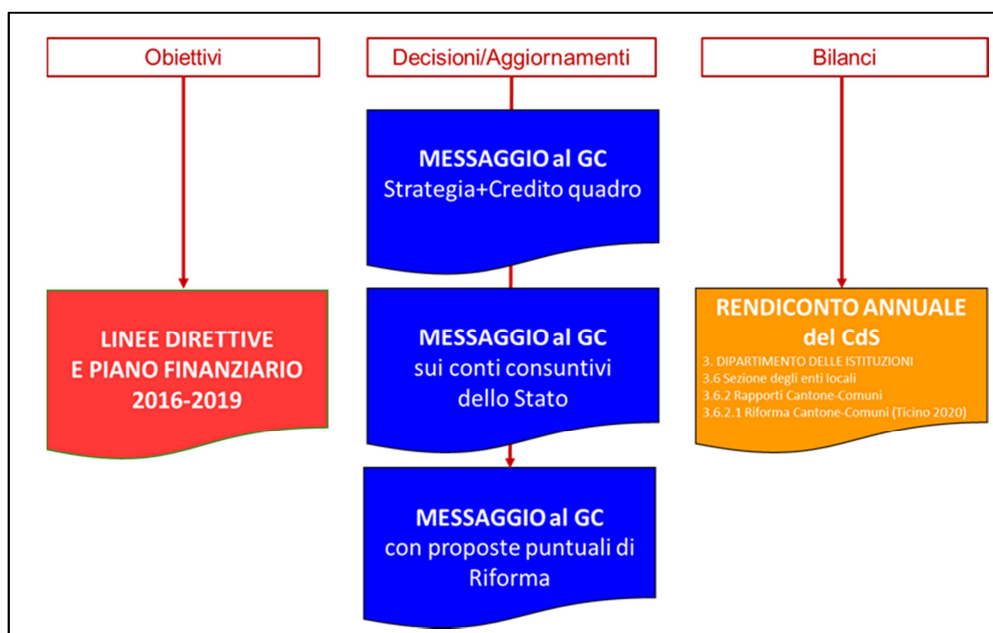 Obiettivi
Decisioni/Aggiornamenti
Bilanci
MESSAGGIO al GC
Strategia+Credito quadro
LINEE DIRETTIVE
E PIANO FINANZIARIO
2016-2019
MESSAGGIO al GC
sui conti consuntivi
dello Stato
RENDICONTO ANNUALE
del CdS
3. DIPARTIMENTO DELLE ISTITUZIONI
3.6 Sezione degli enti locali
3.6.2 Rapporti Cantone-Comuni
3.6.2.1 Riforma Cantone-Comuni (Ticino 2020)
MESSAGGIO al GC
con proposte puntuali di
Riforma